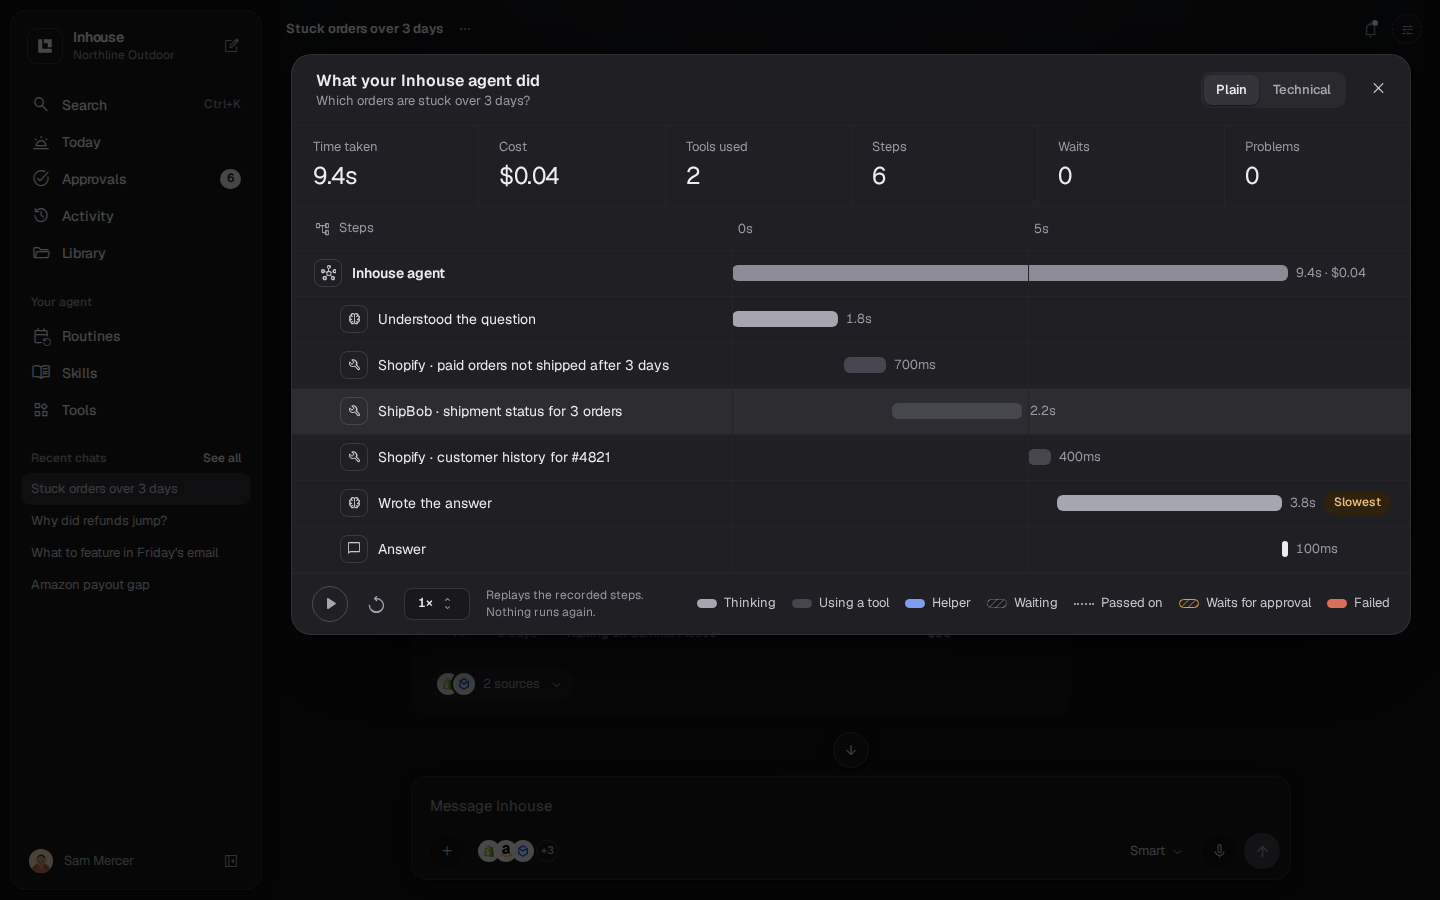 Inhouse
Northline Outdoor
Search
Ctrl+K
Today
Approvals
6
Activity
Library
Your agent
Routines
Skills
Tools
Recent chats
See all
Stuck orders over 3 days
Why did refunds jump?
What to feature in Friday's email
Amazon payout gap
Sam Mercer
Stuck orders over 3 days
What your Inhouse agent did
Which orders are stuck over 3 days?
Plain
Technical
Time taken
9.4s
Cost
$0.04
Tools used
2
Steps
6
Waits
0
Problems
0
Steps
0s
5s
Inhouse agent
9.4s · $0.04
Understood the question
1.8s
Shopify · paid orders not shipped after 3 days
700ms
ShipBob · shipment status for 3 orders
2.2s
Shopify · customer history for #4821
400ms
Wrote the answer
3.8s
Slowest
Answer
100ms
1×
Replays the recorded steps.
Nothing runs again.
Thinking
Using a tool
Helper
Waiting
Passed on
Waits for approval
Failed
2 sources
Message Inhouse
a
+3
Smart